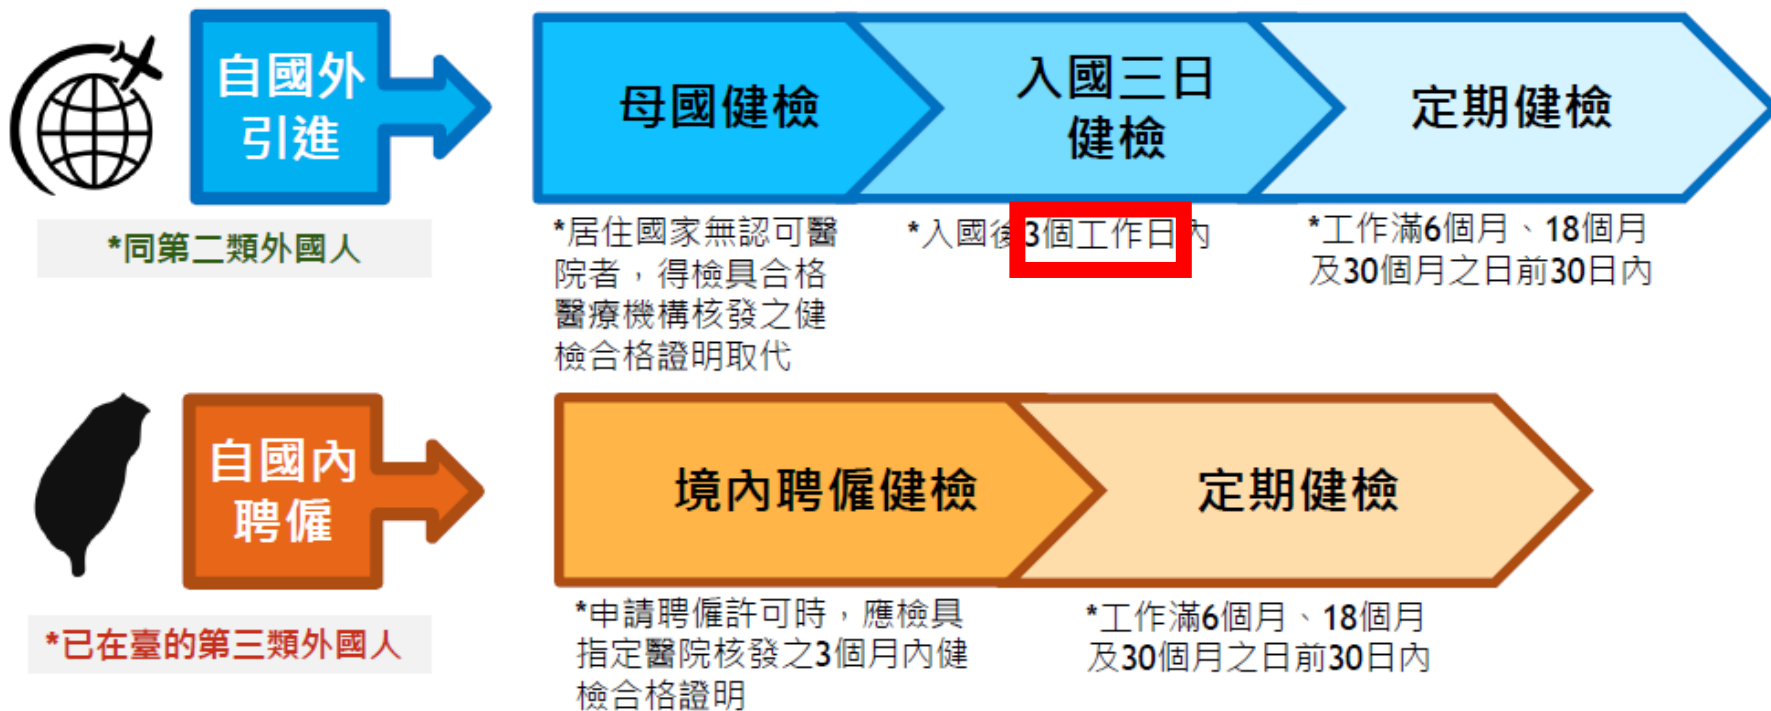 自國外
引進
母國健檢
入國三日
健檢
定期健檢
*同第二類外國人
*居住國家無認可醫
院者，得檢具合格
醫療機構核發之健
檢合格證明取代
*入國後3個工作日內
*工作滿6個月、18個月
及30個月之日前30日內
自國內
聘僱
境內聘僱健檢
定期健檢
*已在臺的第三類外國人
*申請聘僱許可時，應檢具
指定醫院核發之3個月內健
檢合格證明
*工作滿6個月、18個月
及30個月之日前30日內